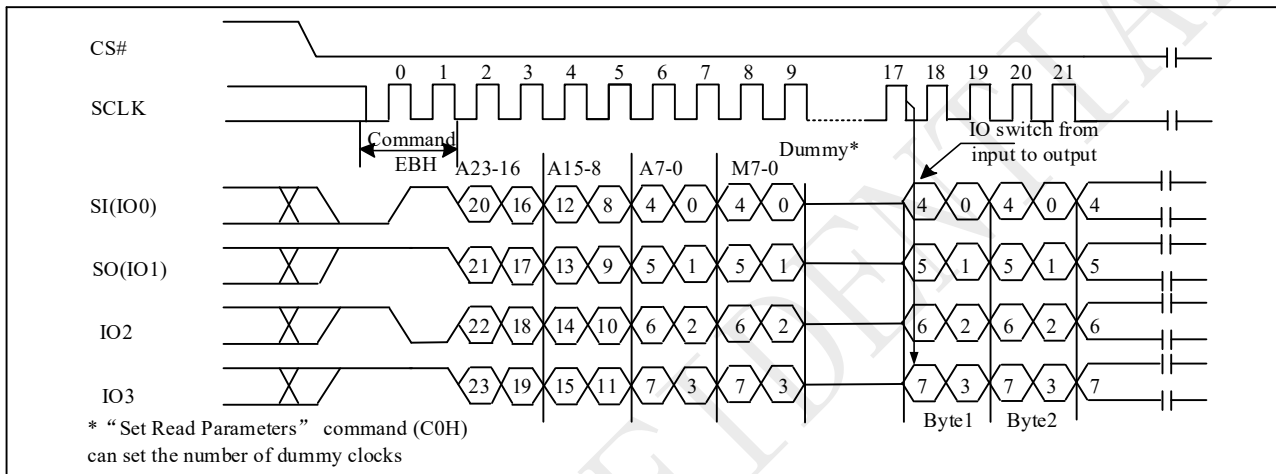 CS#
0 1 2 3 4 5 6 7 8 9 17 18 19 20 21
SCLK
Command
EBH
Dummy*
IO switch from
input to output
A23-16 A15-8 A7-0 M7-0
SI(IO0) 20 16 12 8 4 0 4 0 4 0 4 0 4
SO(IO1) 21 17 13 9 5 1 5 1 5 1 5 1 5
IO2 22 18 14 10 6 2 6 2 6 2 6 2 6
IO3 23 19 15 11 7 3 7 3 7 3 7 3 7
Byte1 Byte2
* “Set Read Parameters” command (C0H)
can set the number of dummy clocks